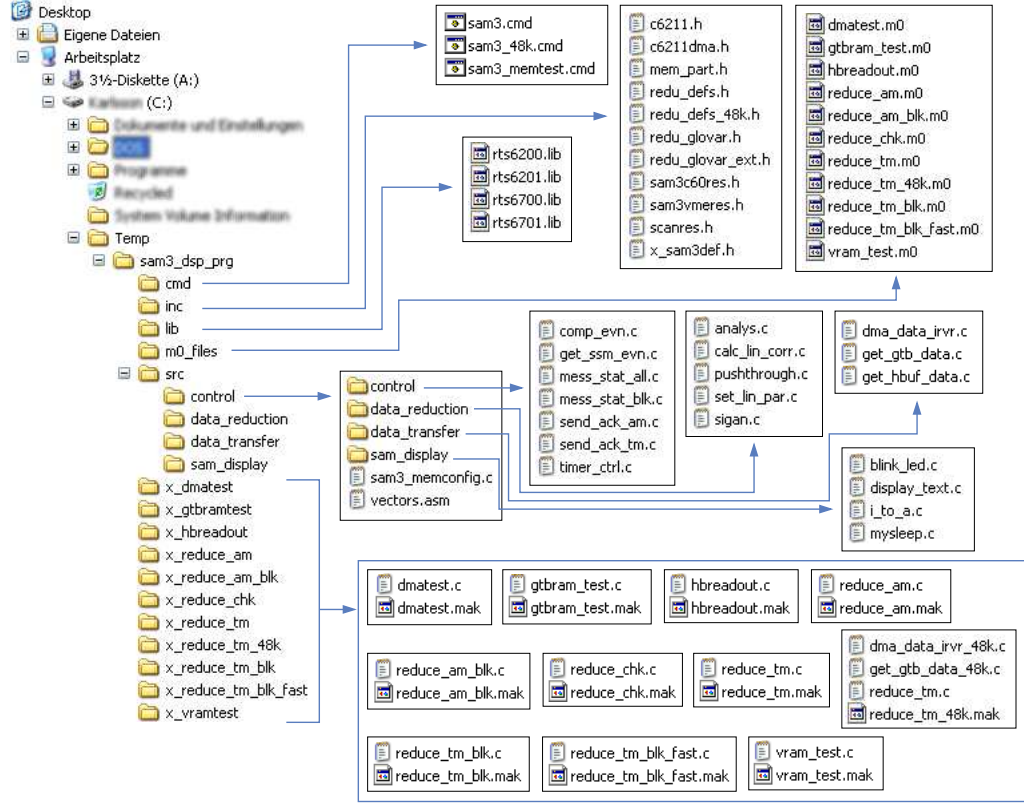 Desktop
Eigene Dateien
Arbeitsplatz
3½-Diskette (A:)
(C:)
Temp
sam3_dsp_prg
cmd
inc
lib
m0_files
src
control
data_reduction
data_transfer
sam_display
x_dmatest
x_gtbramtest
x_hbreadout
x_reduce_am
x_reduce_am_blk
x_reduce_chk
x_reduce_tm
x_reduce_tm_48k
x_reduce_tm_blk
x_reduce_tm_blk_fast
x_vramtest
sam3.cmd
sam3_48k.cmd
sam3_memtest.cmd
rts6200.lib
rts6201.lib
rts6700.lib
rts6701.lib
c6211.h
c6211dma.h
mem_part.h
redu_defs.h
redu_defs_48k.h
redu_glovar.h
redu_glovar_ext.h
sam3c60res.h
sam3vmeres.h
scanres.h
x_sam3def.h
dmatest.m0
gtbram_test.m0
hbreadout.m0
reduce_am.m0
reduce_am_blk.m0
reduce_chk.m0
reduce_tm.m0
reduce_tm_48k.m0
reduce_tm_blk.m0
reduce_tm_blk_fast.m0
vram_test.m0
control
data_reduction
data_transfer
sam_display
sam3_memconfig.c
vectors.asm
comp_evn.c
get_ssm_evn.c
mess_stat_all.c
mess_stat_blk.c
send_ack_am.c
send_ack_tm.c
timer_ctrl.c
analys.c
calc_lin_corr.c
pushthrough.c
set_lin_par.c
sigan.c
dma_data_irvr.c
get_gtb_data.c
get_hbuf_data.c
blink_led.c
display_text.c
i_to_a.c
mysleep.c
dmatest.c
dmatest.mak
gtbram_test.c
gtbram_test.mak
hbreadout.c
hbreadout.mak
reduce_am.c
reduce_am.mak
reduce_am_blk.c
reduce_am_blk.mak
reduce_chk.c
reduce_chk.mak
reduce_tm.c
reduce_tm.mak
dma_data_irvr_48k.c
get_gtb_data_48k.c
reduce_tm.c
reduce_tm_48k.mak
reduce_tm_blk.c
reduce_tm_blk.mak
reduce_tm_blk_fast.c
reduce_tm_blk_fast.mak
vram_test.c
vram_test.mak